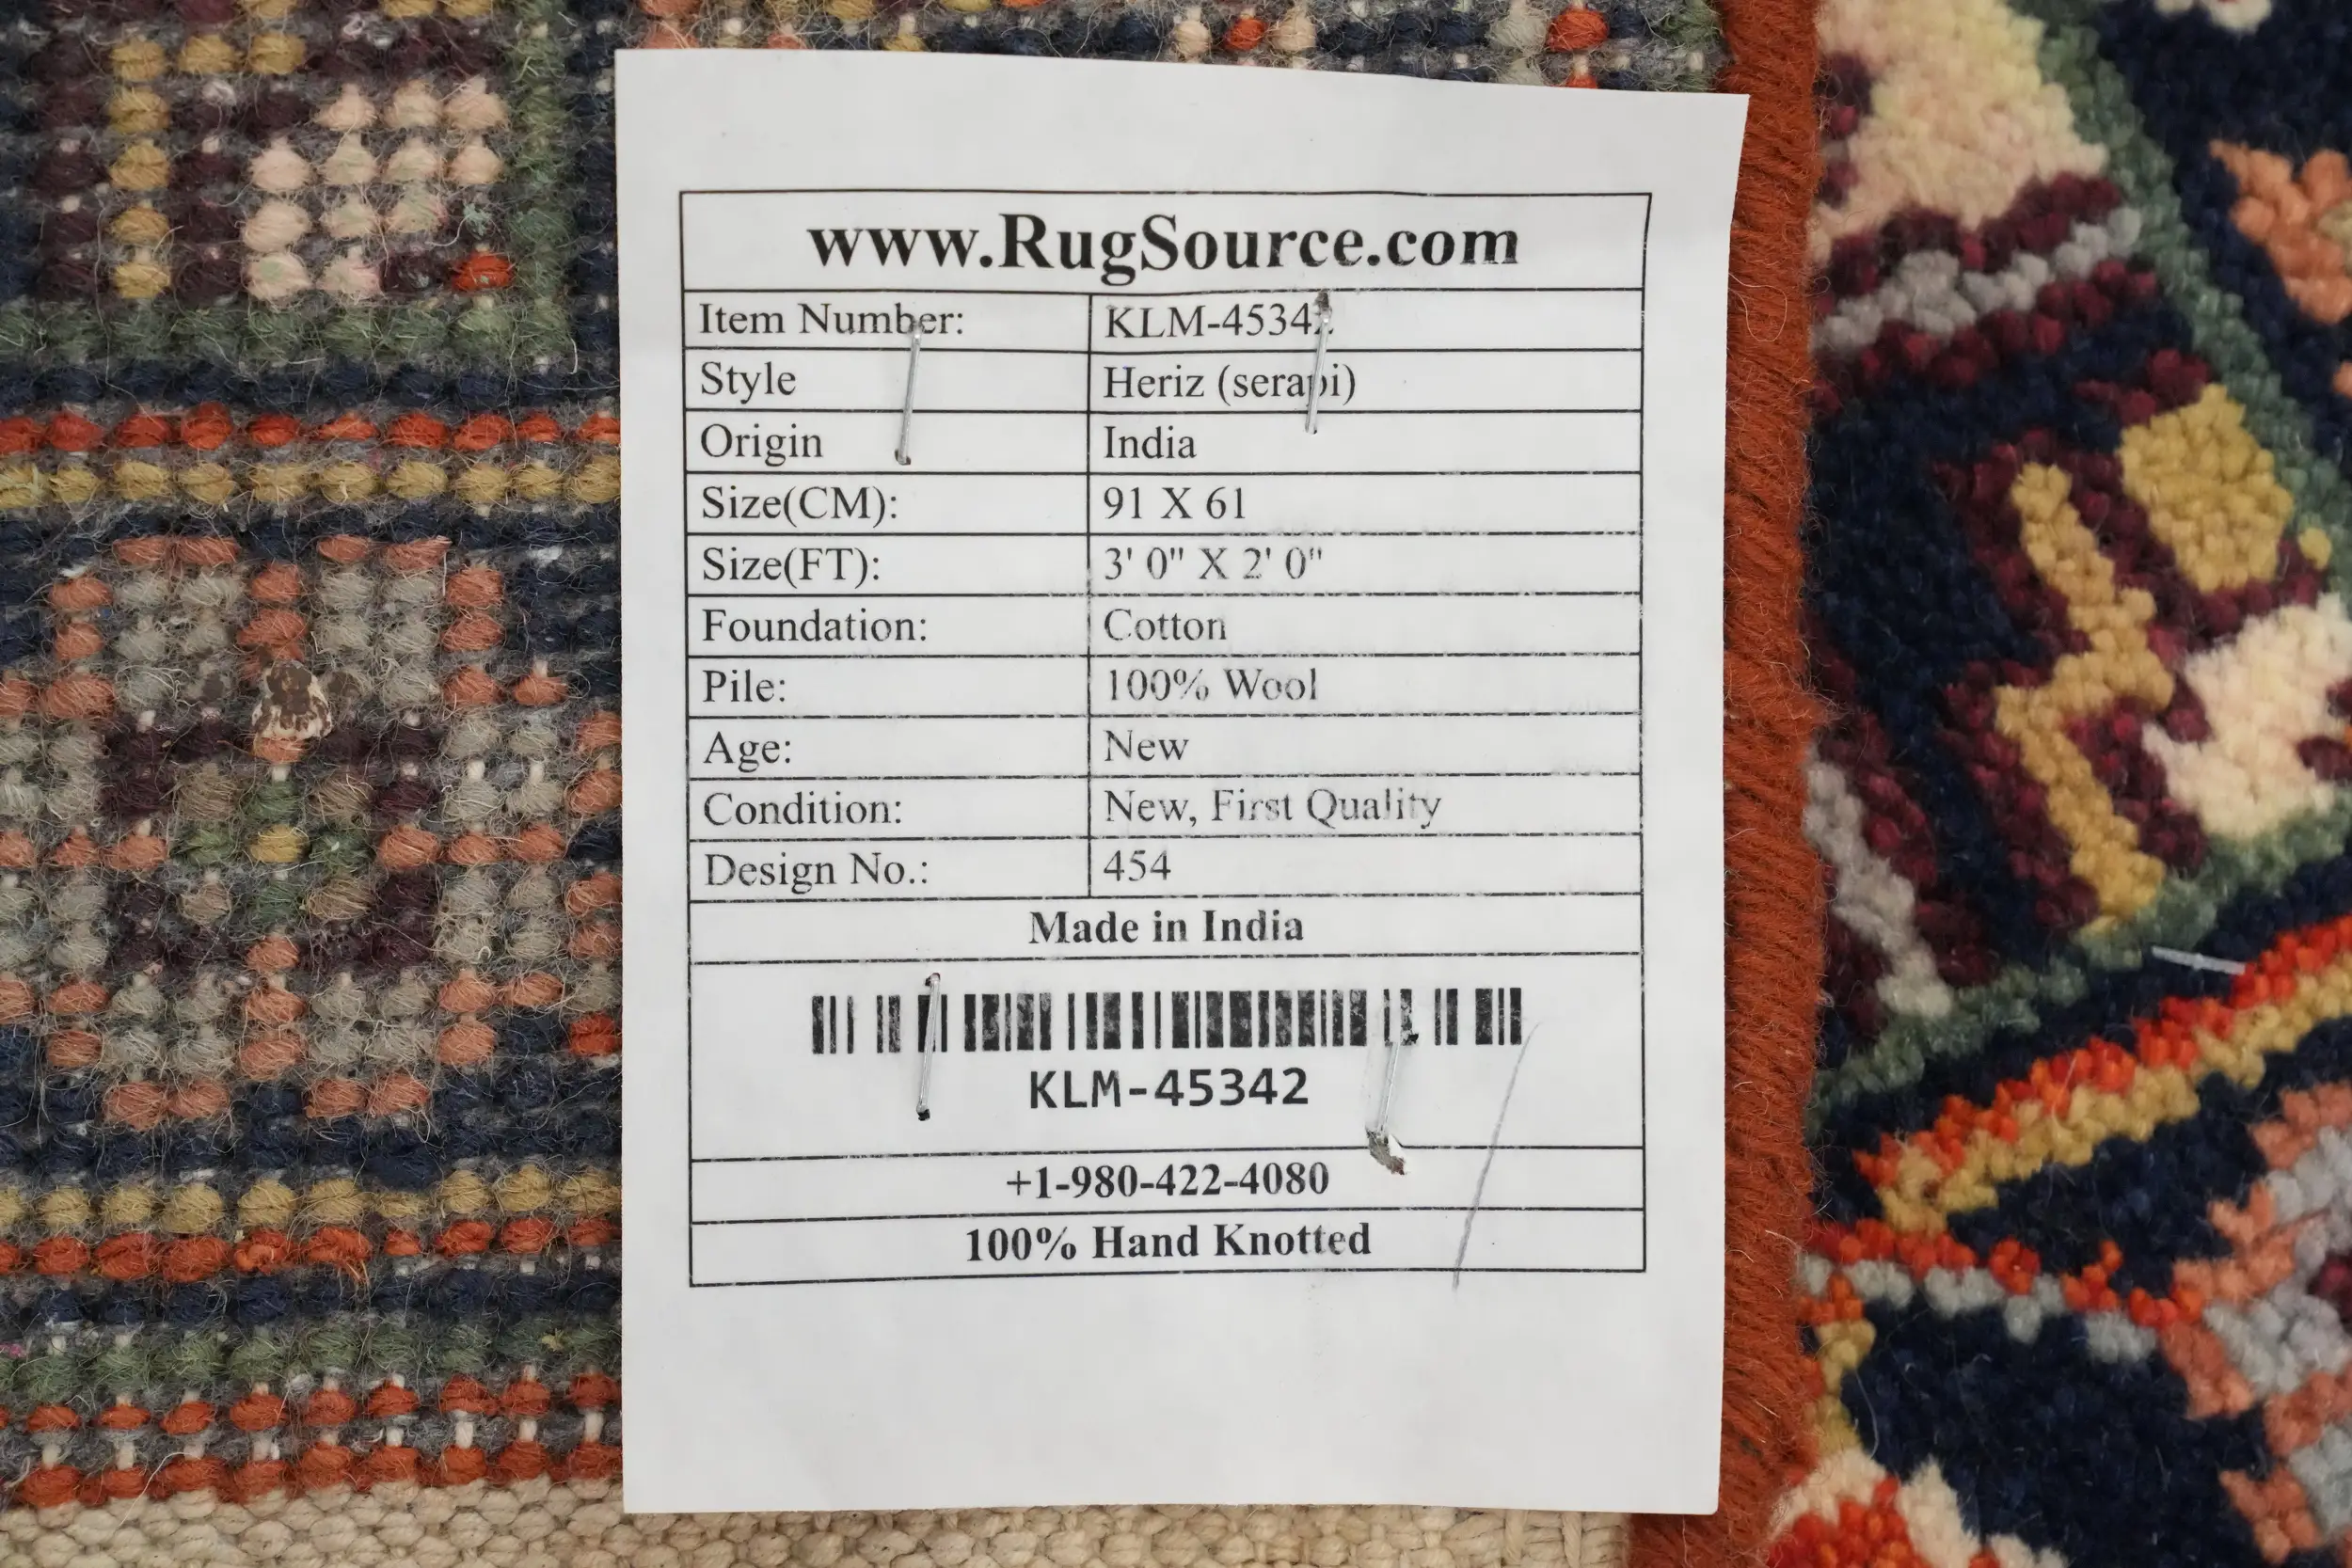 www.RugSource.com
Item Number: KLM-45342
Style Heriz (serapi)
Origin India
Size(CM): 91 X 61
Size(FT): 3' 0" X 2' 0"
Foundation: Cotton
Pile: 100% Wool
Age: New
Condition: New, First Quality
Design No.: 454
Made in India
KLM-45342
+1-980-422-4080
100% Hand Knotted